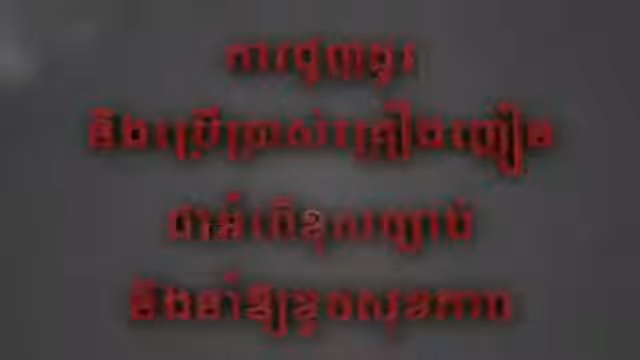 ការជួញដូរ
និងប្រើប្រាស់គ្រឿងញៀន
ជាអំពើខុសច្បាប់
និងនាំឱ្យខូចសុខភាព